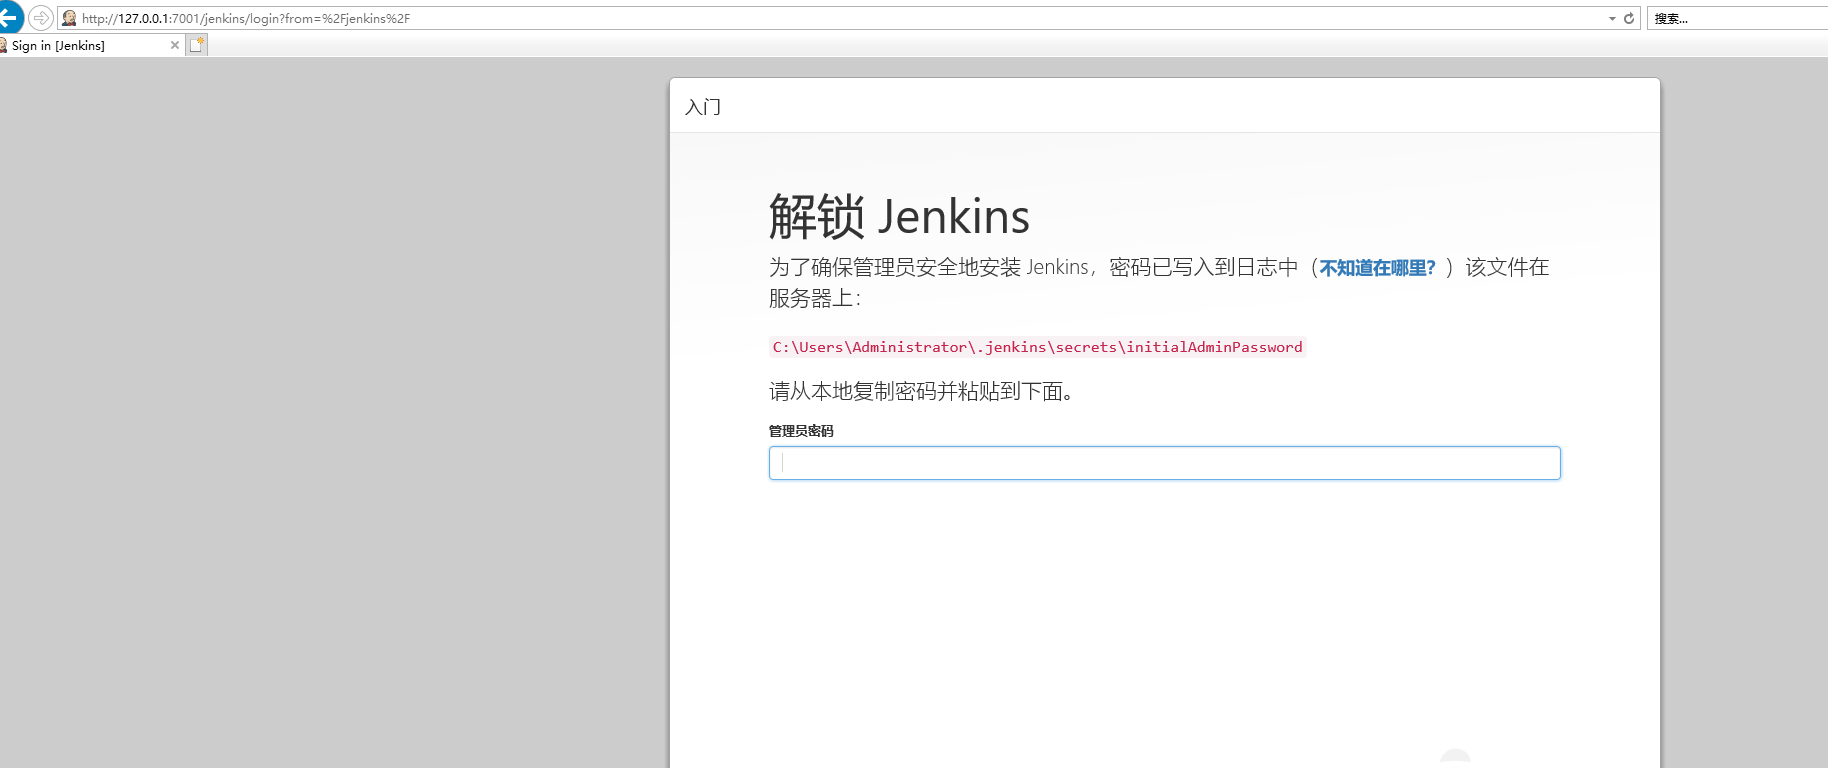 http://127.0.0.1:7001/jenkins/login?from=%2Fjenkins%2F
搜索...
Sign in [Jenkins]
入门
解锁 Jenkins
为了确保管理员安全地安装 Jenkins，密码已写入到日志中（不知道在哪里？）该文件在
服务器上：
C:\Users\Administrator\.jenkins\secrets\initialAdminPassword
请从本地复制密码并粘贴到下面。
管理员密码